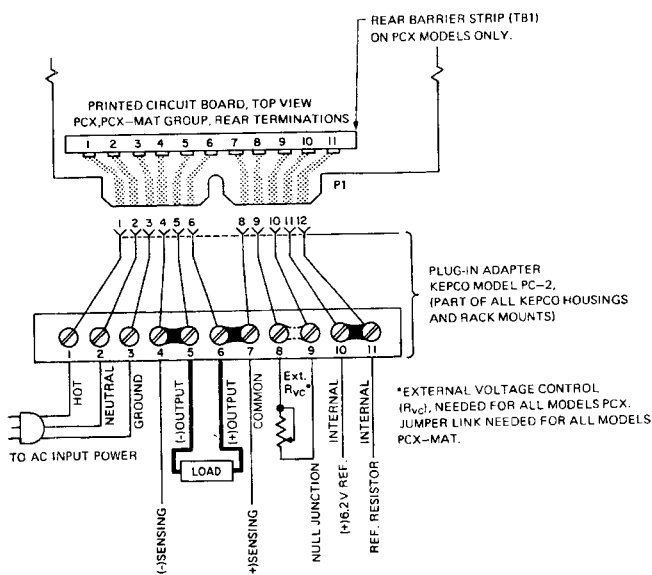 REAR BARRIER STRIP (TB1)
ON PCX MODELS ONLY.
PRINTED CIRCUIT BOARD, TOP VIEW
PCX,PCX-MAT GROUP, REAR TERMINATIONS
1 2 3 4 5 6 7 8 9 10 11
P1
1 2 3 4 5 6 8 9 10 11 12
PLUG-IN ADAPTER
KEPCO MODEL PC-2,
(PART OF ALL KEPCO HOUSINGS
AND RACK MOUNTS)
1 2 3 4 5 6 7 8 9 10 11
HOT
NEUTRAL
GROUND
(-)OUTPUT
(+)OUTPUT
COMMON
Ext.
Rvc*
INTERNAL
INTERNAL
*EXTERNAL VOLTAGE CONTROL
(Rvc), NEEDED FOR ALL MODELS PCX.
JUMPER LINK NEEDED FOR ALL MODELS
PCX-MAT.
TO AC INPUT POWER
LOAD
(-)SENSING
+)SENSING
NULL JUNCTION
(+)6.2V REF.
REF. RESISTOR